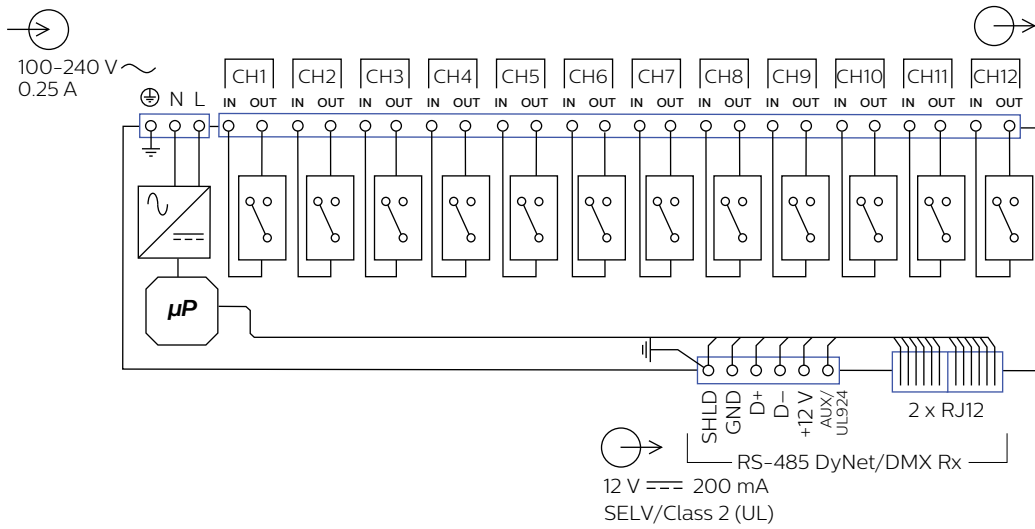 100-240 V
0.25 A
N L
CH1 CH2 CH3 CH4 CH5 CH6 CH7 CH8 CH9 CH10 CH11 CH12
IN OUT IN OUT IN OUT IN OUT IN OUT IN OUT IN OUT IN OUT IN OUT IN OUT IN OUT IN OUT
µP
SHLD
GND
D+
D−
+12 V
AUX/
UL924
2 x RJ12
RS-485 DyNet/DMX Rx
12 V 200 mA
SELV/Class 2 (UL)